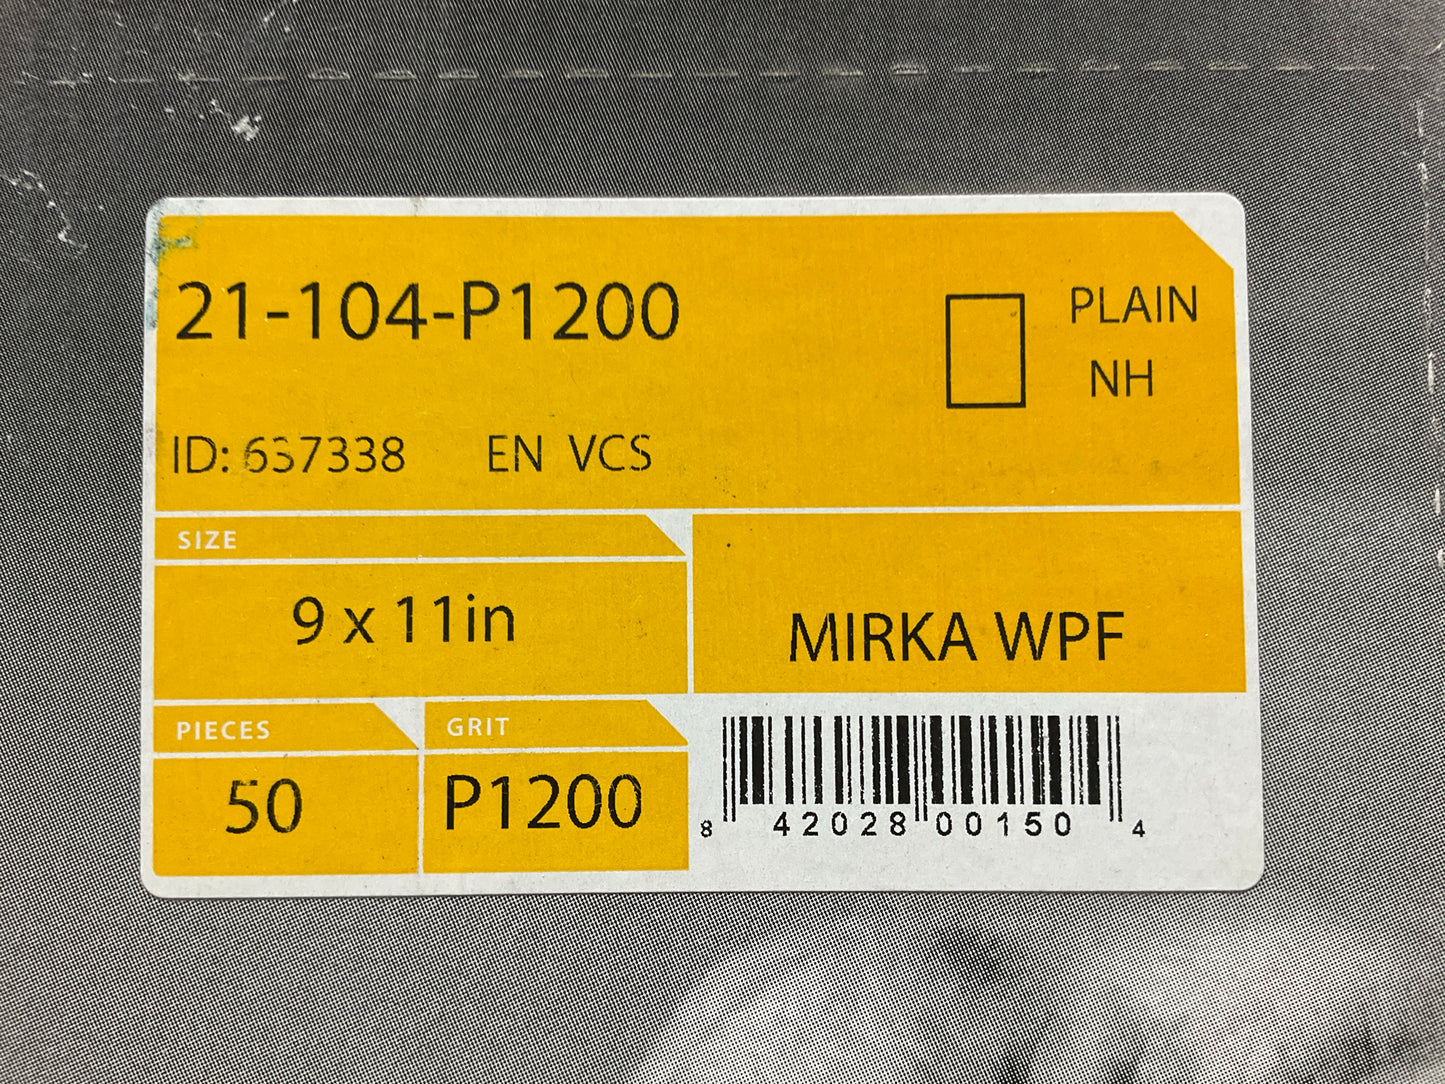 21-104-P1200
PLAIN
NH
ID: 637338 EN VCS
SIZE
9 x 11in
MIRKA WPF
PIECES
50
GRIT
P1200
8 42028 00150 4